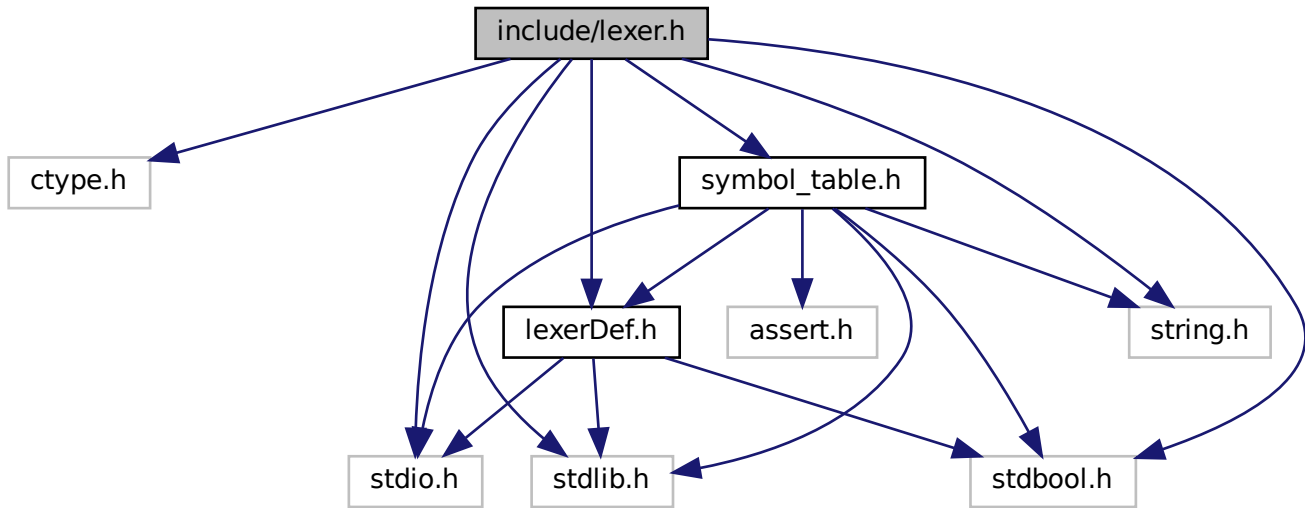 include/lexer.h
ctype.h
symbol_table.h
lexerDef.h
assert.h
string.h
stdio.h
stdlib.h
stdbool.h